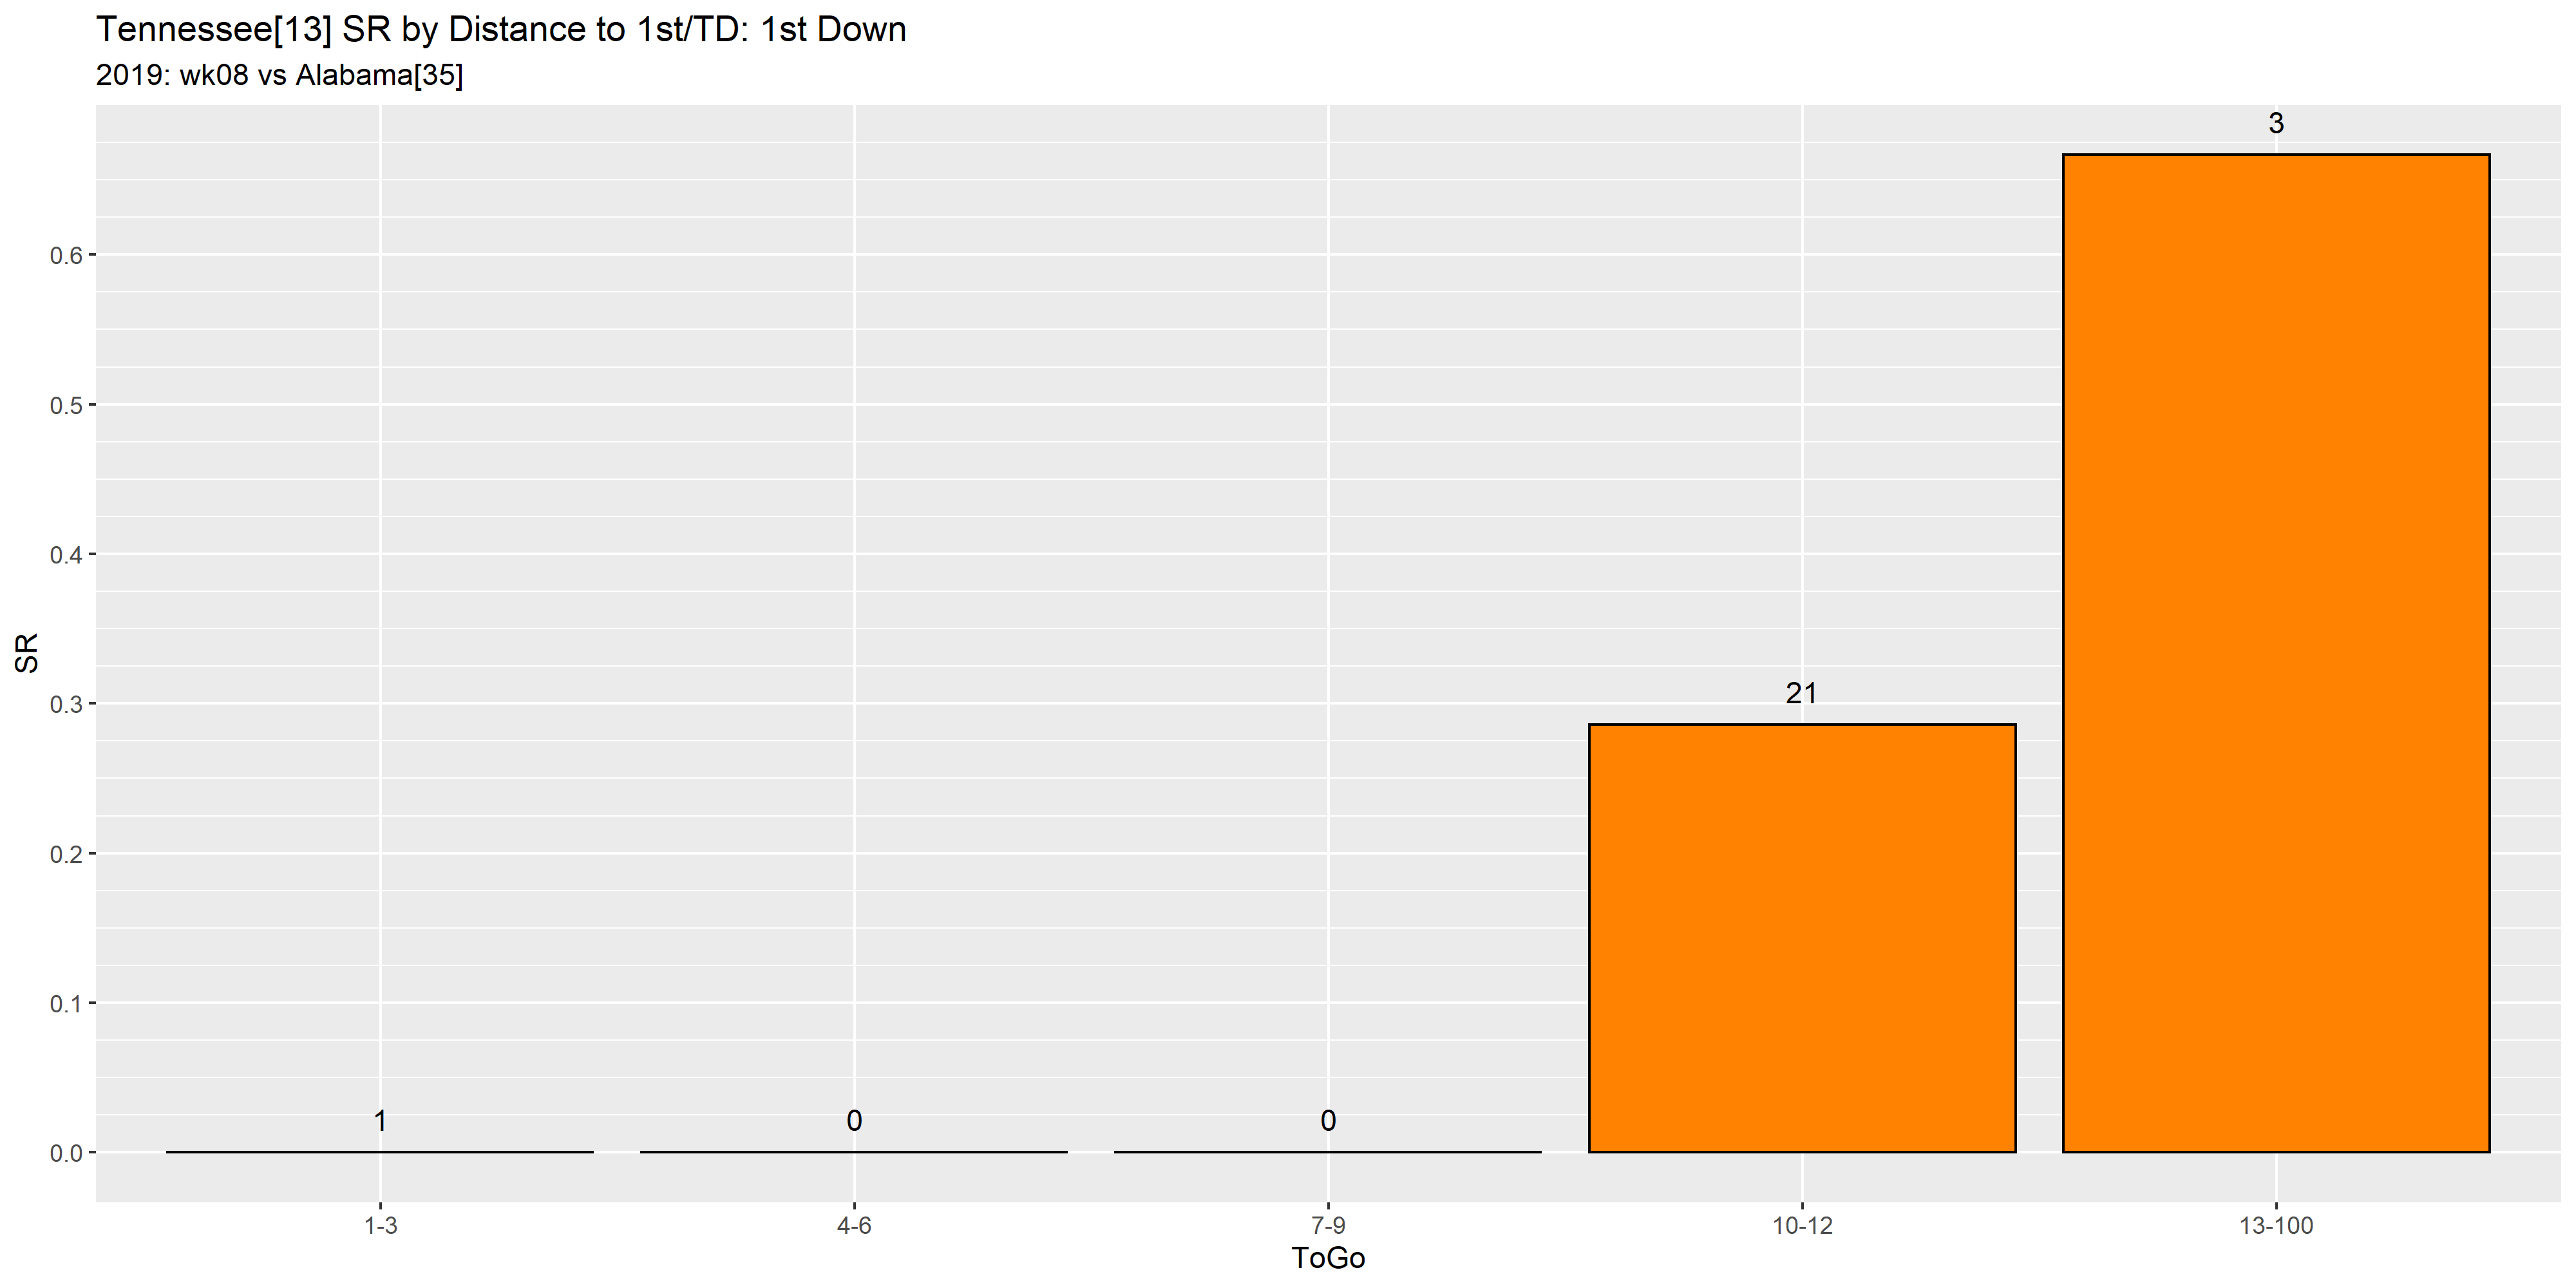 Tennessee[13] SR by Distance to 1st/TD: 1st Down
2019: wk08 vs Alabama[35]
3
0.6
0.5
0.4
21
0.3
0.2
0.1
1 0 0
0.0
SR
1-3 4-6 7-9 10-12 13-100
ToGo